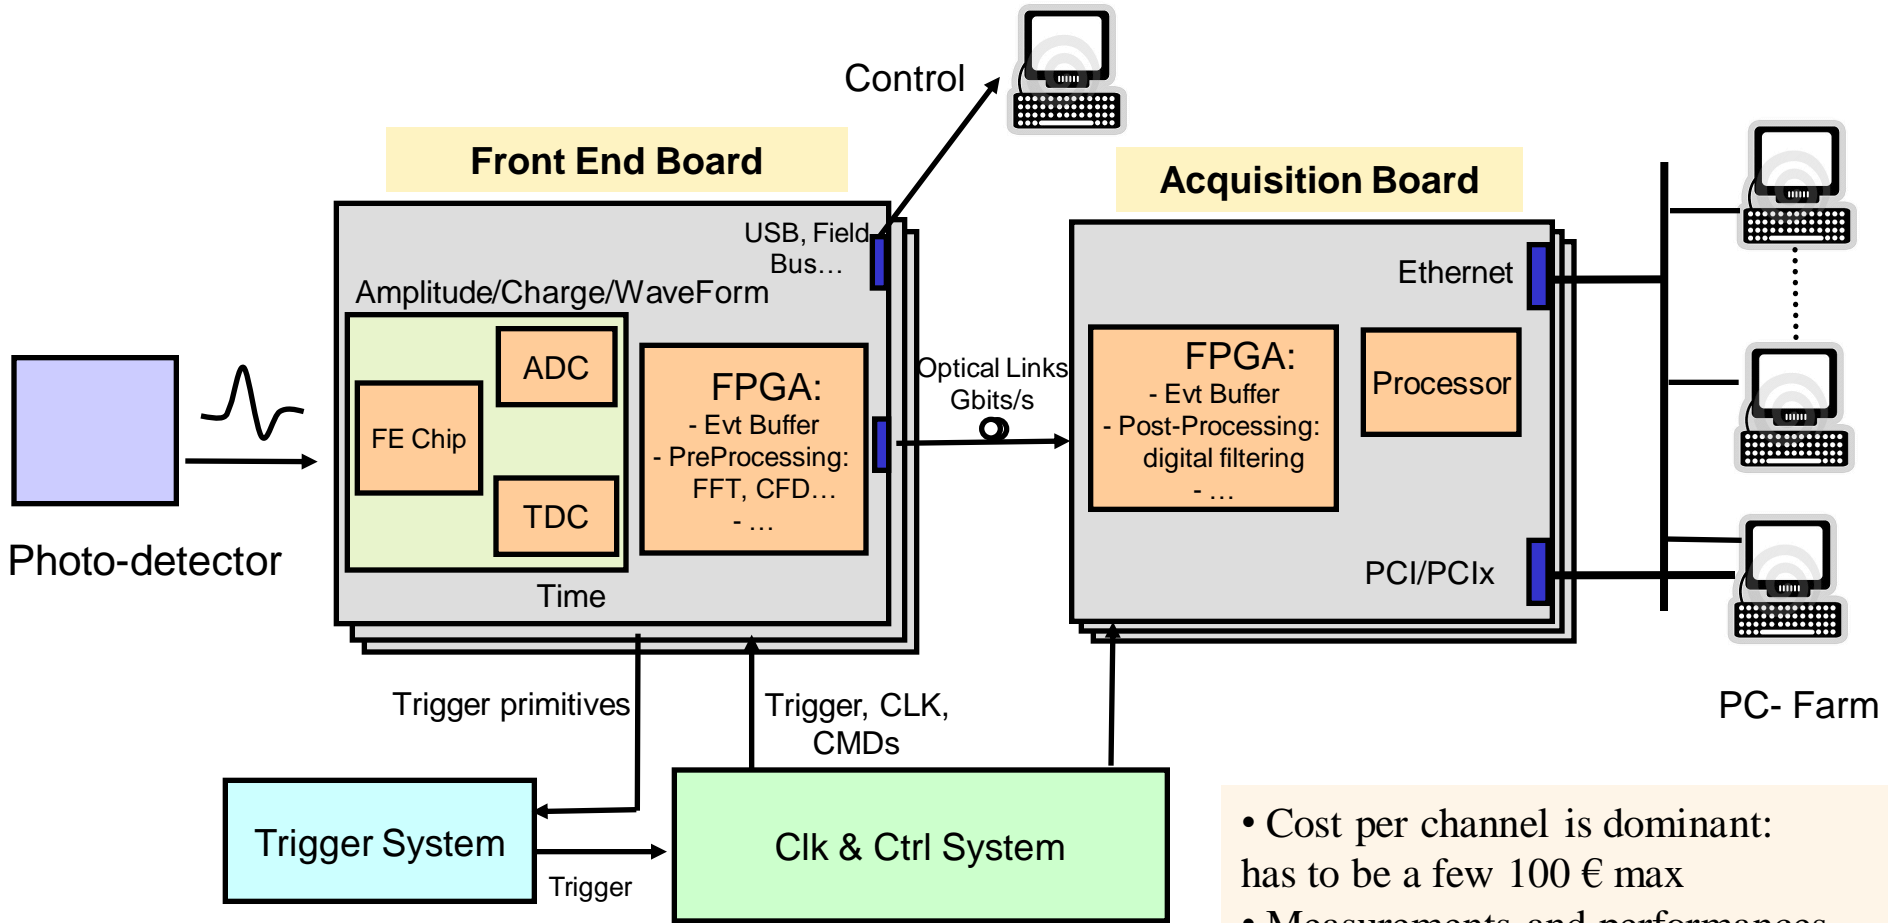 Control
Front End Board
Acquisition Board
USB, Field
Bus...
Amplitude/Charge/WaveForm
Ethernet
ADC
FE Chip
TDC
FPGA:
- Evt Buffer
- PreProcessing:
FFT, CFD...
- ...
Optical Links
Gbits/s
FPGA:
- Evt Buffer
- Post-Processing:
digital filtering
- ...
Processor
Photo-detector
Time
PCI/PCIx
Trigger primitives
Trigger, CLK,
CMDs
PC- Farm
Trigger System
Trigger
Clk & Ctrl System
• Cost per channel is dominant:
has to be a few 100 € max
• Measurements and performances